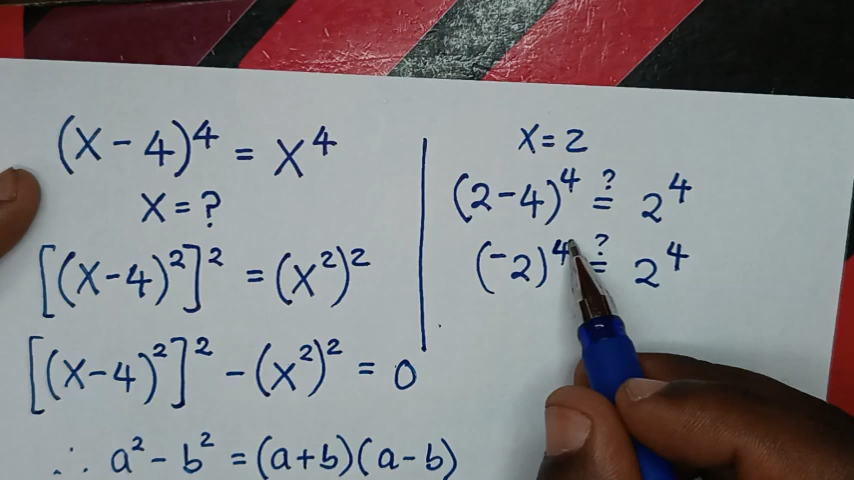 (x-4)⁴ = x⁴
x = ?
[(x-4)²]² = (x²)²
[(x-4)²]² - (x²)² = 0
∴ a² - b² = (a+b)(a-b)
x = 2
(2-4)⁴ ≟ 2⁴
(⁻2)⁴ ≟ 2⁴